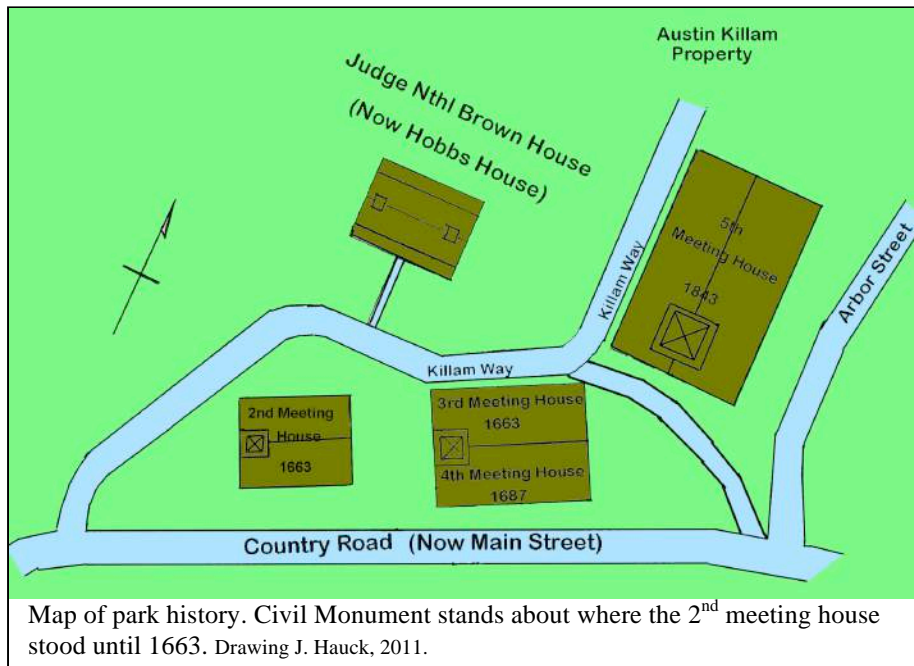 Austin Killam
Property
Judge Nthl Brown House
(Now Hobbs House)
Killam Way
5th
Meeting House
1843
Arbor Street
Killam Way
2nd Meeting
House
1663
3rd Meeting House
1663
4th Meeting House
1687
Country Road (Now Main Street)
Map of park history. Civil Monument stands about where the 2nd meeting house
stood until 1663. Drawing J. Hauck, 2011.